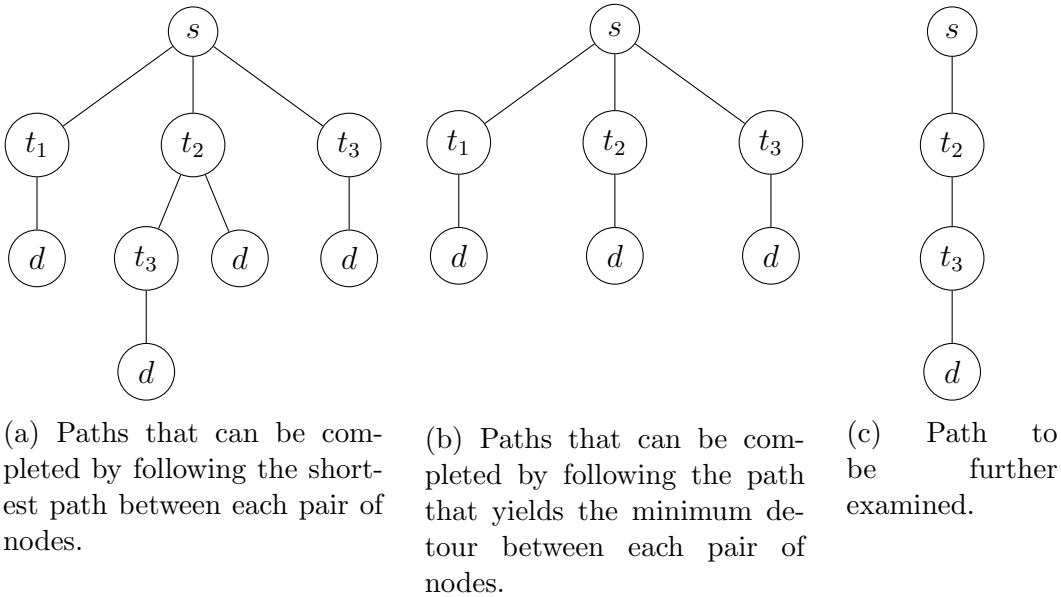 s
t1 t2 t3
d t3 d d
d
(a) Paths that can be com-
pleted by following the short-
est path between each pair of
nodes.
s
t1 t2 t3
d d d
(b) Paths that can be com-
pleted by following the path
that yields the minimum de-
tour between each pair of
nodes.
s
t2
t3
d
(c) Path to
be further
examined.